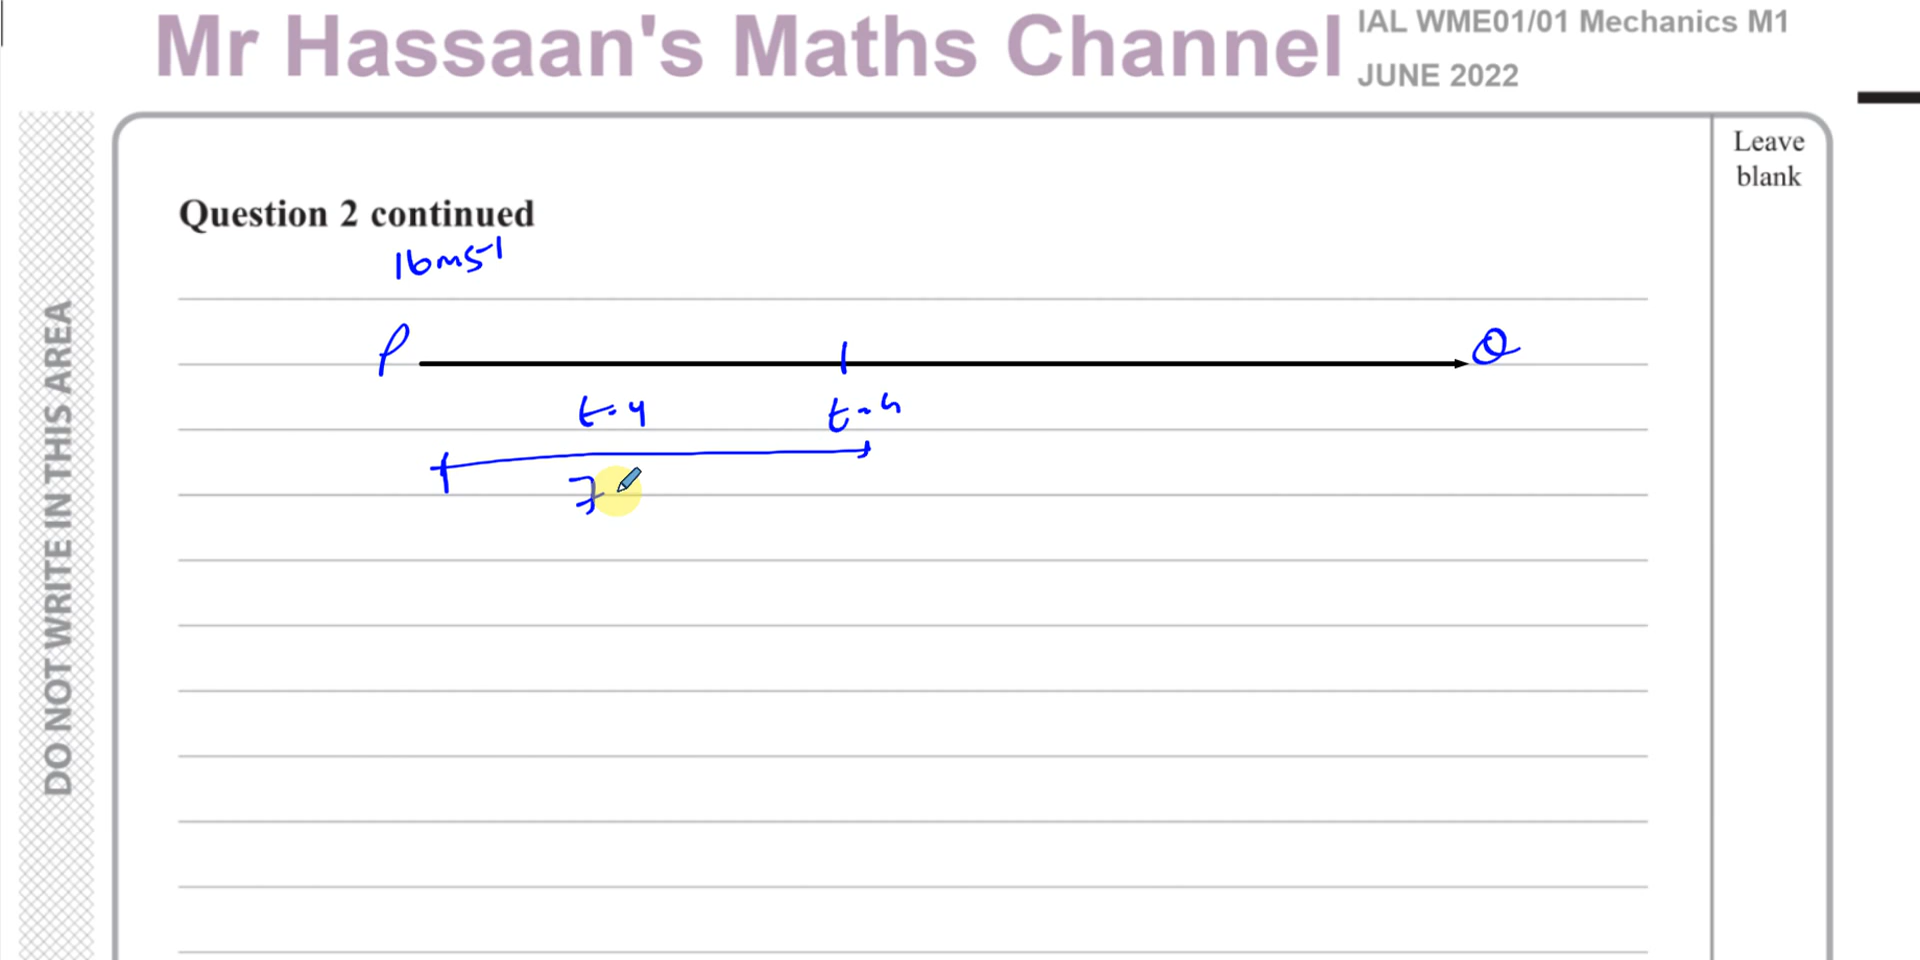 Mr Hassaan's Maths Channel
IAL WME01/01 Mechanics M1
JUNE 2022
Leave
blank
Question 2 continued
16ms⁻¹
P
Q
t=4
t=4
7
DO NOT WRITE IN THIS AREA